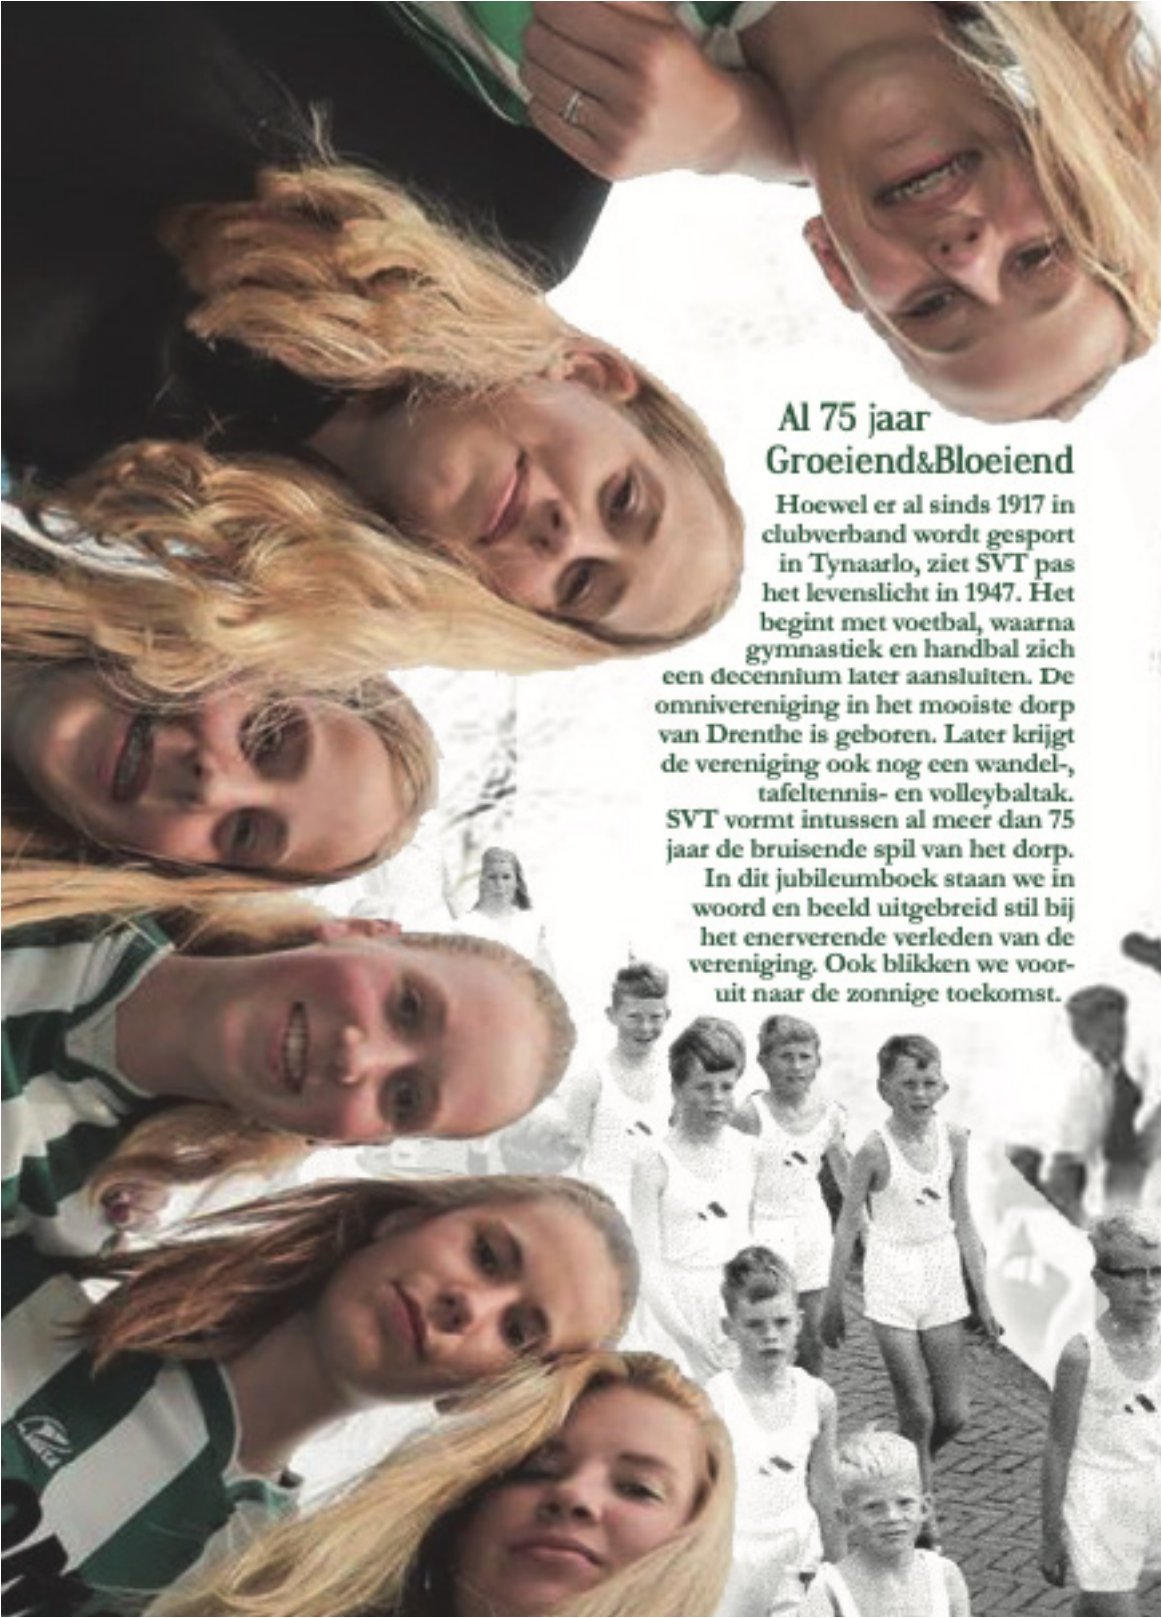 Al 75 jaar
Groeiend&Bloeiend
Hoewel er al sinds 1917 in
clubverband wordt gesport
in Tynaarlo, ziet SVT pas
het levenslicht in 1947. Het
begint met voetbal, waarna
gymnastiek en handbal zich
een decennium later aansluiten. De
omnivereniging in het mooiste dorp
van Drenthe is geboren. Later krijgt
de vereniging ook nog een wandel-,
tafeltennis- en volleybaltak.
SVT vormt intussen al meer dan 75
jaar de bruisende spil van het dorp.
In dit jubileumboek staan we in
woord en beeld uitgebreid stil bij
het enerverende verleden van de
vereniging. Ook blikken we voor-
uit naar de zonnige toekomst.